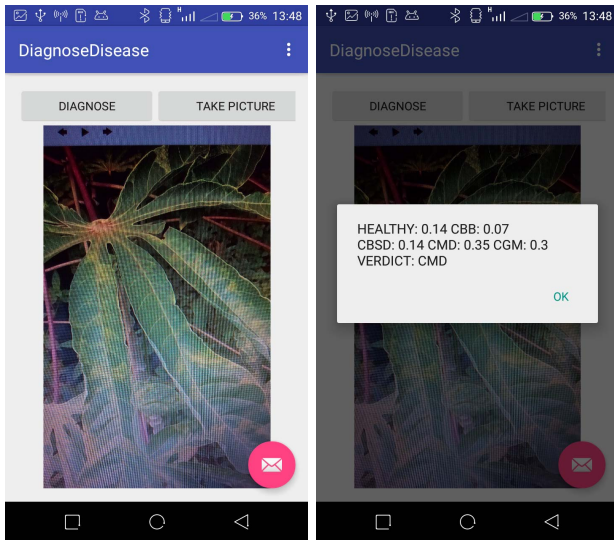 H 36% 13:48
DiagnoseDisease
DIAGNOSE TAKE PICTURE
H 36% 13:48
DiagnoseDisease
DIAGNOSE TAKE PICTURE
HEALTHY: 0.14 CBB: 0.07
CBSD: 0.14 CMD: 0.35 CGM: 0.3
VERDICT: CMD
OK